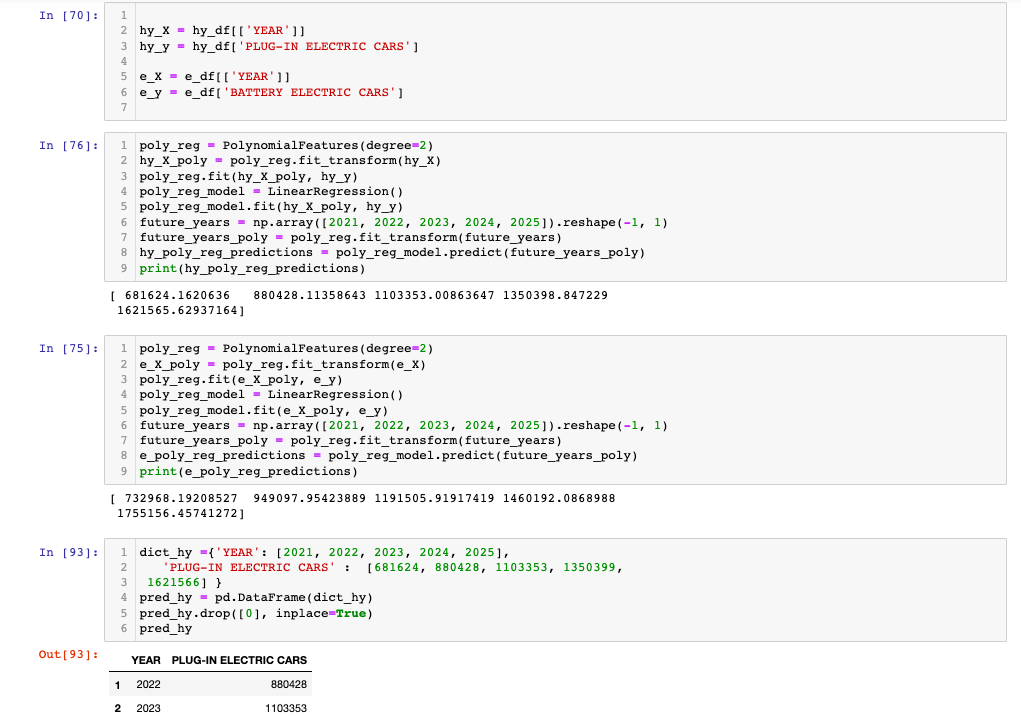 In [70]:
1
2 hy_X = hy_df[['YEAR']]
3 hy_y = hy_df['PLUG-IN ELECTRIC CARS']
4
5 e_X = e_df[['YEAR']]
6 e_y = e_df['BATTERY ELECTRIC CARS']
7
In [76]:
1 poly_reg = PolynomialFeatures(degree=2)
2 hy_X_poly = poly_reg.fit_transform(hy_X)
3 poly_reg.fit(hy_X_poly, hy_y)
4 poly_reg_model = LinearRegression()
5 poly_reg_model.fit(hy_X_poly, hy_y)
6 future_years = np.array([2021, 2022, 2023, 2024, 2025]).reshape(-1, 1)
7 future_years_poly = poly_reg.fit_transform(future_years)
8 hy_poly_reg_predictions = poly_reg_model.predict(future_years_poly)
9 print(hy_poly_reg_predictions)
[ 681624.1620636   880428.11358643 1103353.00863647 1350398.847229
 1621565.62937164]
In [75]:
1 poly_reg = PolynomialFeatures(degree=2)
2 e_X_poly = poly_reg.fit_transform(e_X)
3 poly_reg.fit(e_X_poly, e_y)
4 poly_reg_model = LinearRegression()
5 poly_reg_model.fit(e_X_poly, e_y)
6 future_years = np.array([2021, 2022, 2023, 2024, 2025]).reshape(-1, 1)
7 future_years_poly = poly_reg.fit_transform(future_years)
8 e_poly_reg_predictions = poly_reg_model.predict(future_years_poly)
9 print(e_poly_reg_predictions)
[ 732968.19208527  949097.95423889 1191505.91917419 1460192.0868988
 1755156.45741272]
In [93]:
1 dict_hy ={'YEAR': [2021, 2022, 2023, 2024, 2025],
2    'PLUG-IN ELECTRIC CARS' :  [681624, 880428, 1103353, 1350399,
3  1621566] }
4 pred_hy = pd.DataFrame(dict_hy)
5 pred_hy.drop([0], inplace=True)
6 pred_hy
Out[93]:
YEAR PLUG-IN ELECTRIC CARS
1 2022 880428
2 2023 1103353